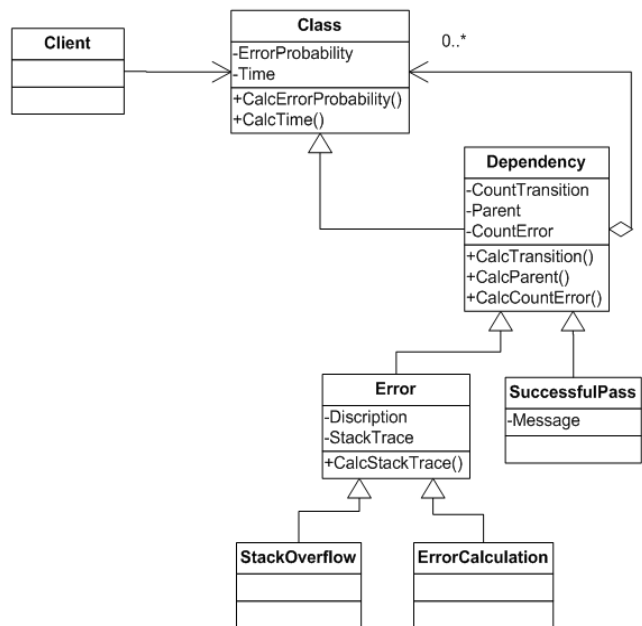 Class
Client
-ErrorProbability
-Time
+CalcErrorProbability()
+CalcTime()
0..*
Dependency
-CountTransition
-Parent
-CountError
+CalcTransition()
+CalcParent()
+CalcCountError()
Error
-Discription
-StackTrace
+CalcStackTrace()
SuccessfulPass
-Message
StackOverflow
ErrorCalculation